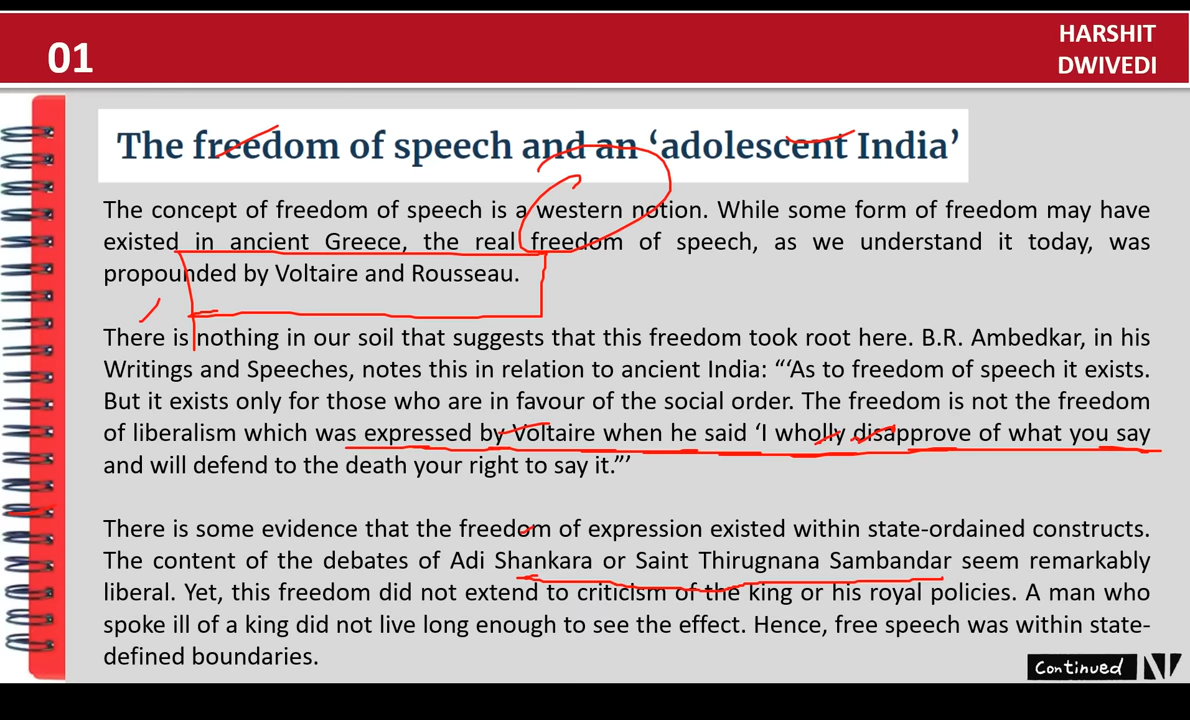 01
HARSHIT
DWIVEDI
The freedom of speech and an ‘adolescent India’
The concept of freedom of speech is a western notion. While some form of freedom may have
existed in ancient Greece, the real freedom of speech, as we understand it today, was
propounded by Voltaire and Rousseau.
There is nothing in our soil that suggests that this freedom took root here. B.R. Ambedkar, in his
Writings and Speeches, notes this in relation to ancient India: “‘As to freedom of speech it exists.
But it exists only for those who are in favour of the social order. The freedom is not the freedom
of liberalism which was expressed by Voltaire when he said ‘I wholly disapprove of what you say
and will defend to the death your right to say it.”’
There is some evidence that the freedom of expression existed within state-ordained constructs.
The content of the debates of Adi Shankara or Saint Thirugnana Sambandar seem remarkably
liberal. Yet, this freedom did not extend to criticism of the king or his royal policies. A man who
spoke ill of a king did not live long enough to see the effect. Hence, free speech was within state-
defined boundaries.
Continued